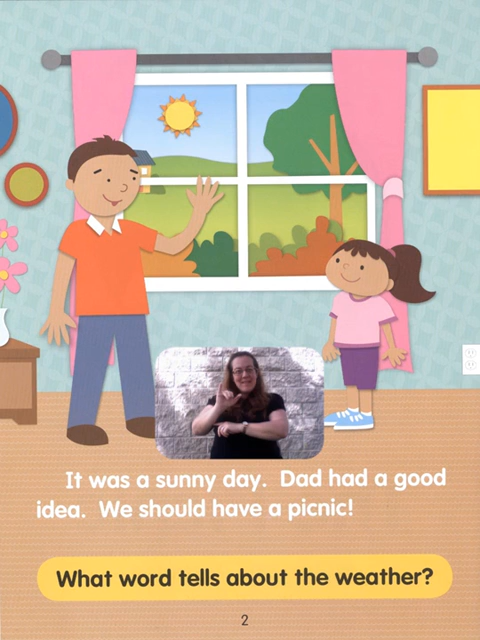 It was a sunny day. Dad had a good
idea. We should have a picnic!
What word tells about the weather?
2